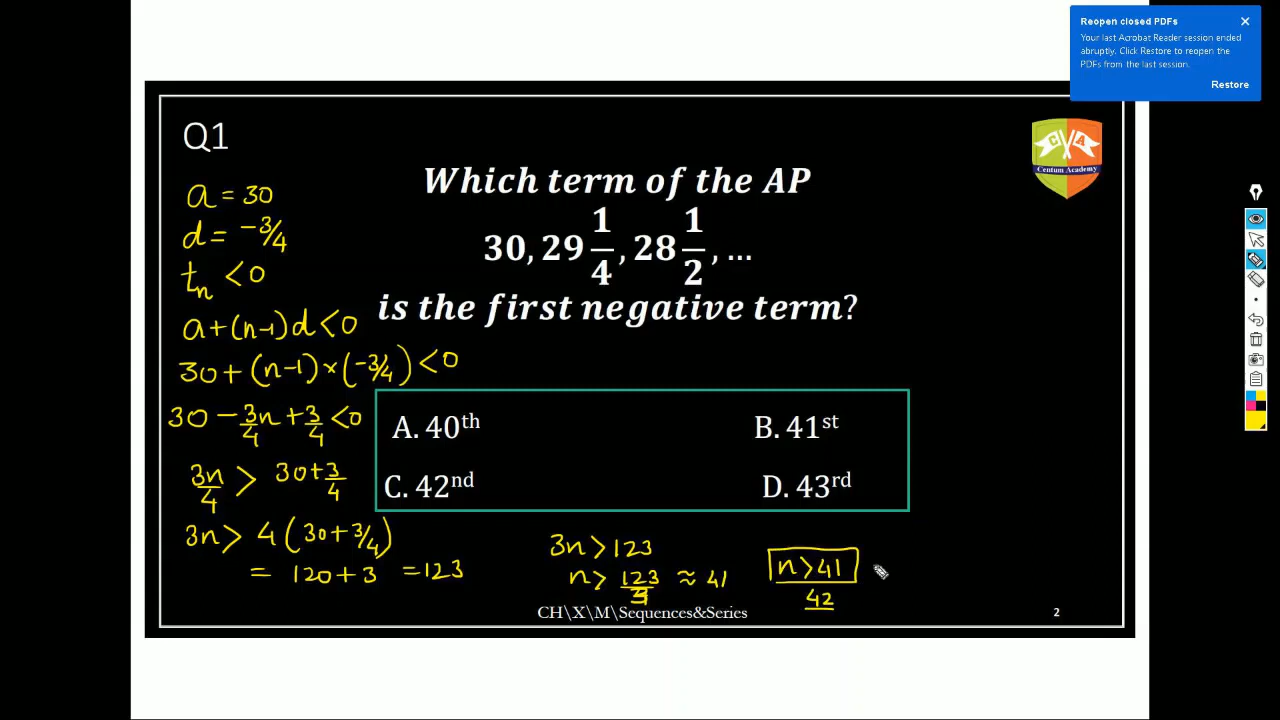 Reopen closed PDFs
Your last Acrobat Reader session ended
abruptly. Click Restore to reopen the
PDFs from the last session.
Restore
Q1
C A
Centum Academy
Which term of the AP
30, 29 1/4, 28 1/2, ...
is the first negative term?
a = 30
d = -3/4
tn < 0
a + (n-1) d < 0
30 + (n-1) × (-3/4) < 0
30 - 3/4 n + 3/4 < 0
3n/4 > 30 + 3/4
3n > 4 (30 + 3/4)
= 120 + 3 = 123
A. 40th
B. 41st
C. 42nd
D. 43rd
3n > 123
n > 123/3 ≈ 41
n > 41
42
CH\X\M\Sequences&Series
2